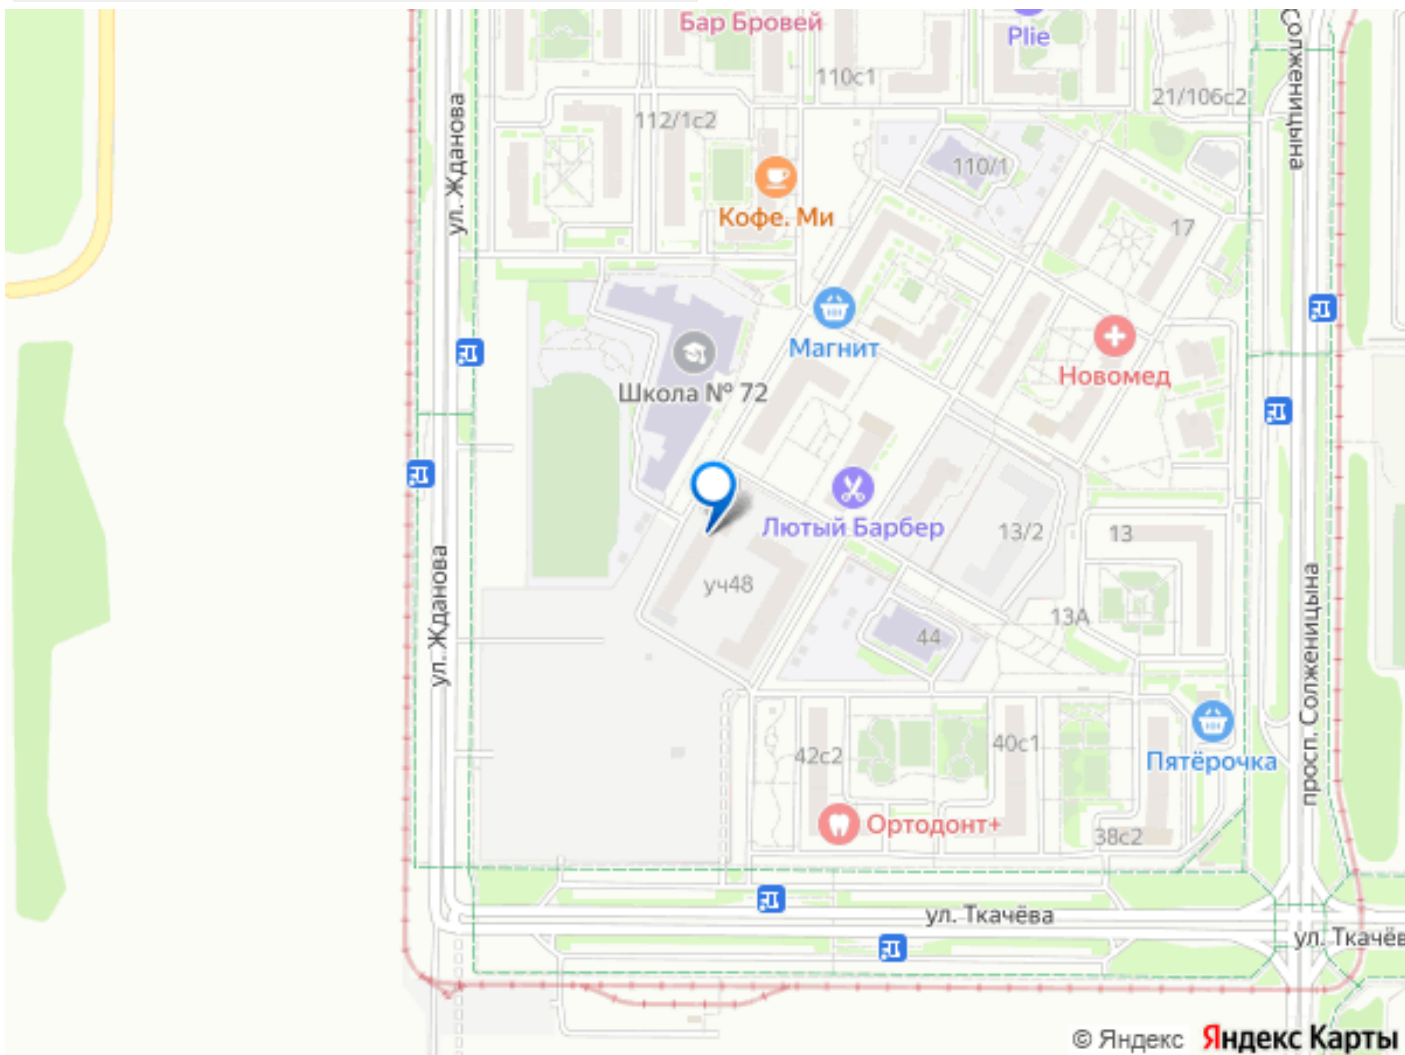 Бар Бровей
Plie
110с1
просп. Солженицына
21/106с2
112/1с2
ул. Жданова
110/1
Кофе. Ми
17
Магнит
Новомед
Школа № 72
Лютый Барбер
13/2
13
уч48
ул. Жданова
13А
44
просп. Солженицына
42с2
40с1
Пятёрочка
Ортодонт+
38с2
ул. Ткачёва
ул. Ткачёв
© Яндекс Яндекс Карты